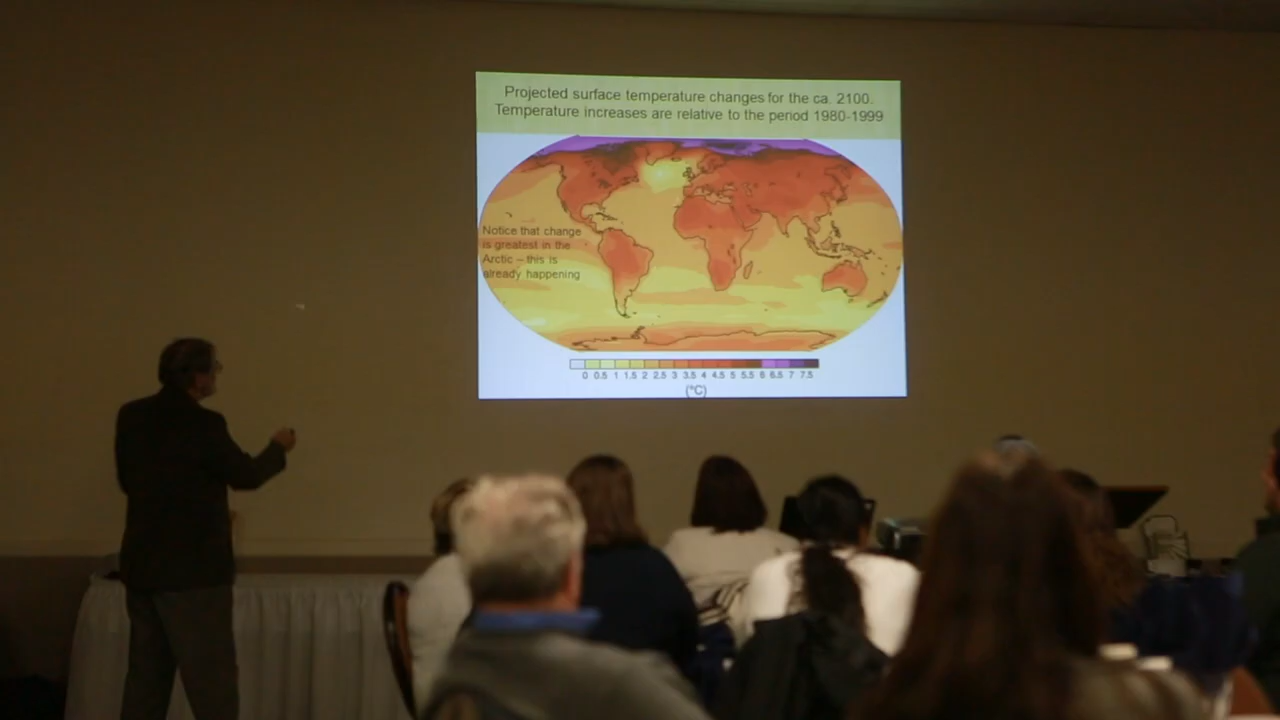 Projected surface temperature changes for the ca. 2100.
Temperature increases are relative to the period 1980-1999
Notice that change
is greatest in the
Arctic – this is
already happening
0 0.5 1 1.5 2 2.5 3 3.5 4 4.5 5 5.5 6 6.5 7 7.5
(°C)